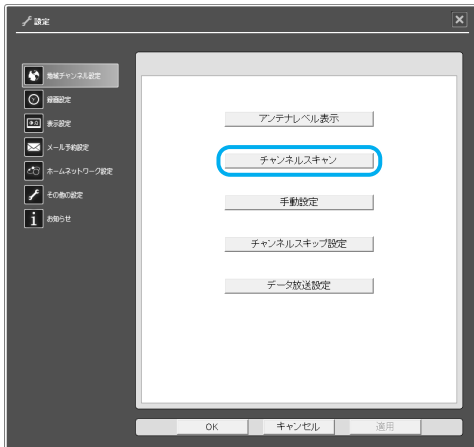 設定
地域チャンネル設定
録画設定
表示設定
メール予約設定
ホームネットワーク設定
その他の設定
お知らせ
アンテナレベル表示
チャンネルスキャン
手動設定
チャンネルスキップ設定
データ放送設定
OK
キャンセル
適用